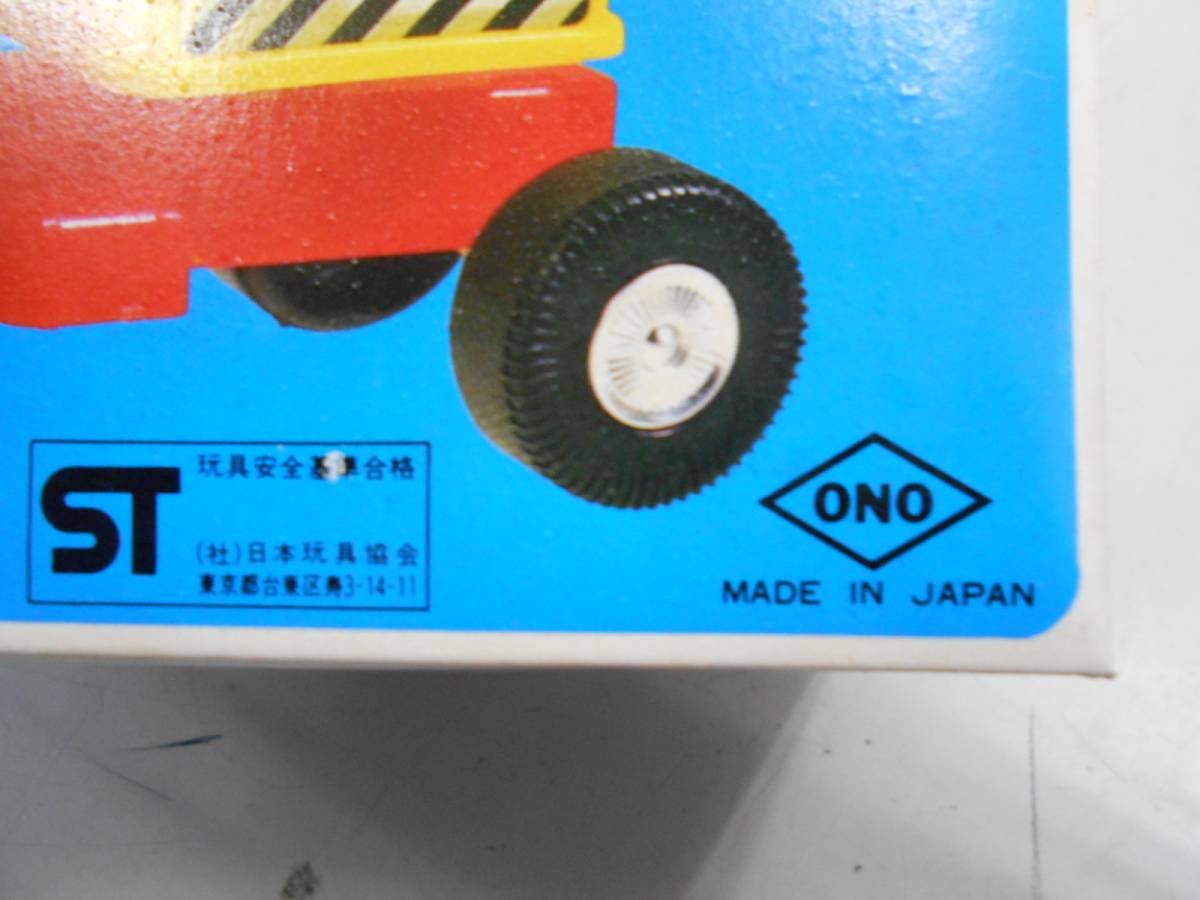 ST
玩具安全基準合格
(社)日本玩具協会
東京都台東区寿3-14-11
ONO
MADE IN JAPAN